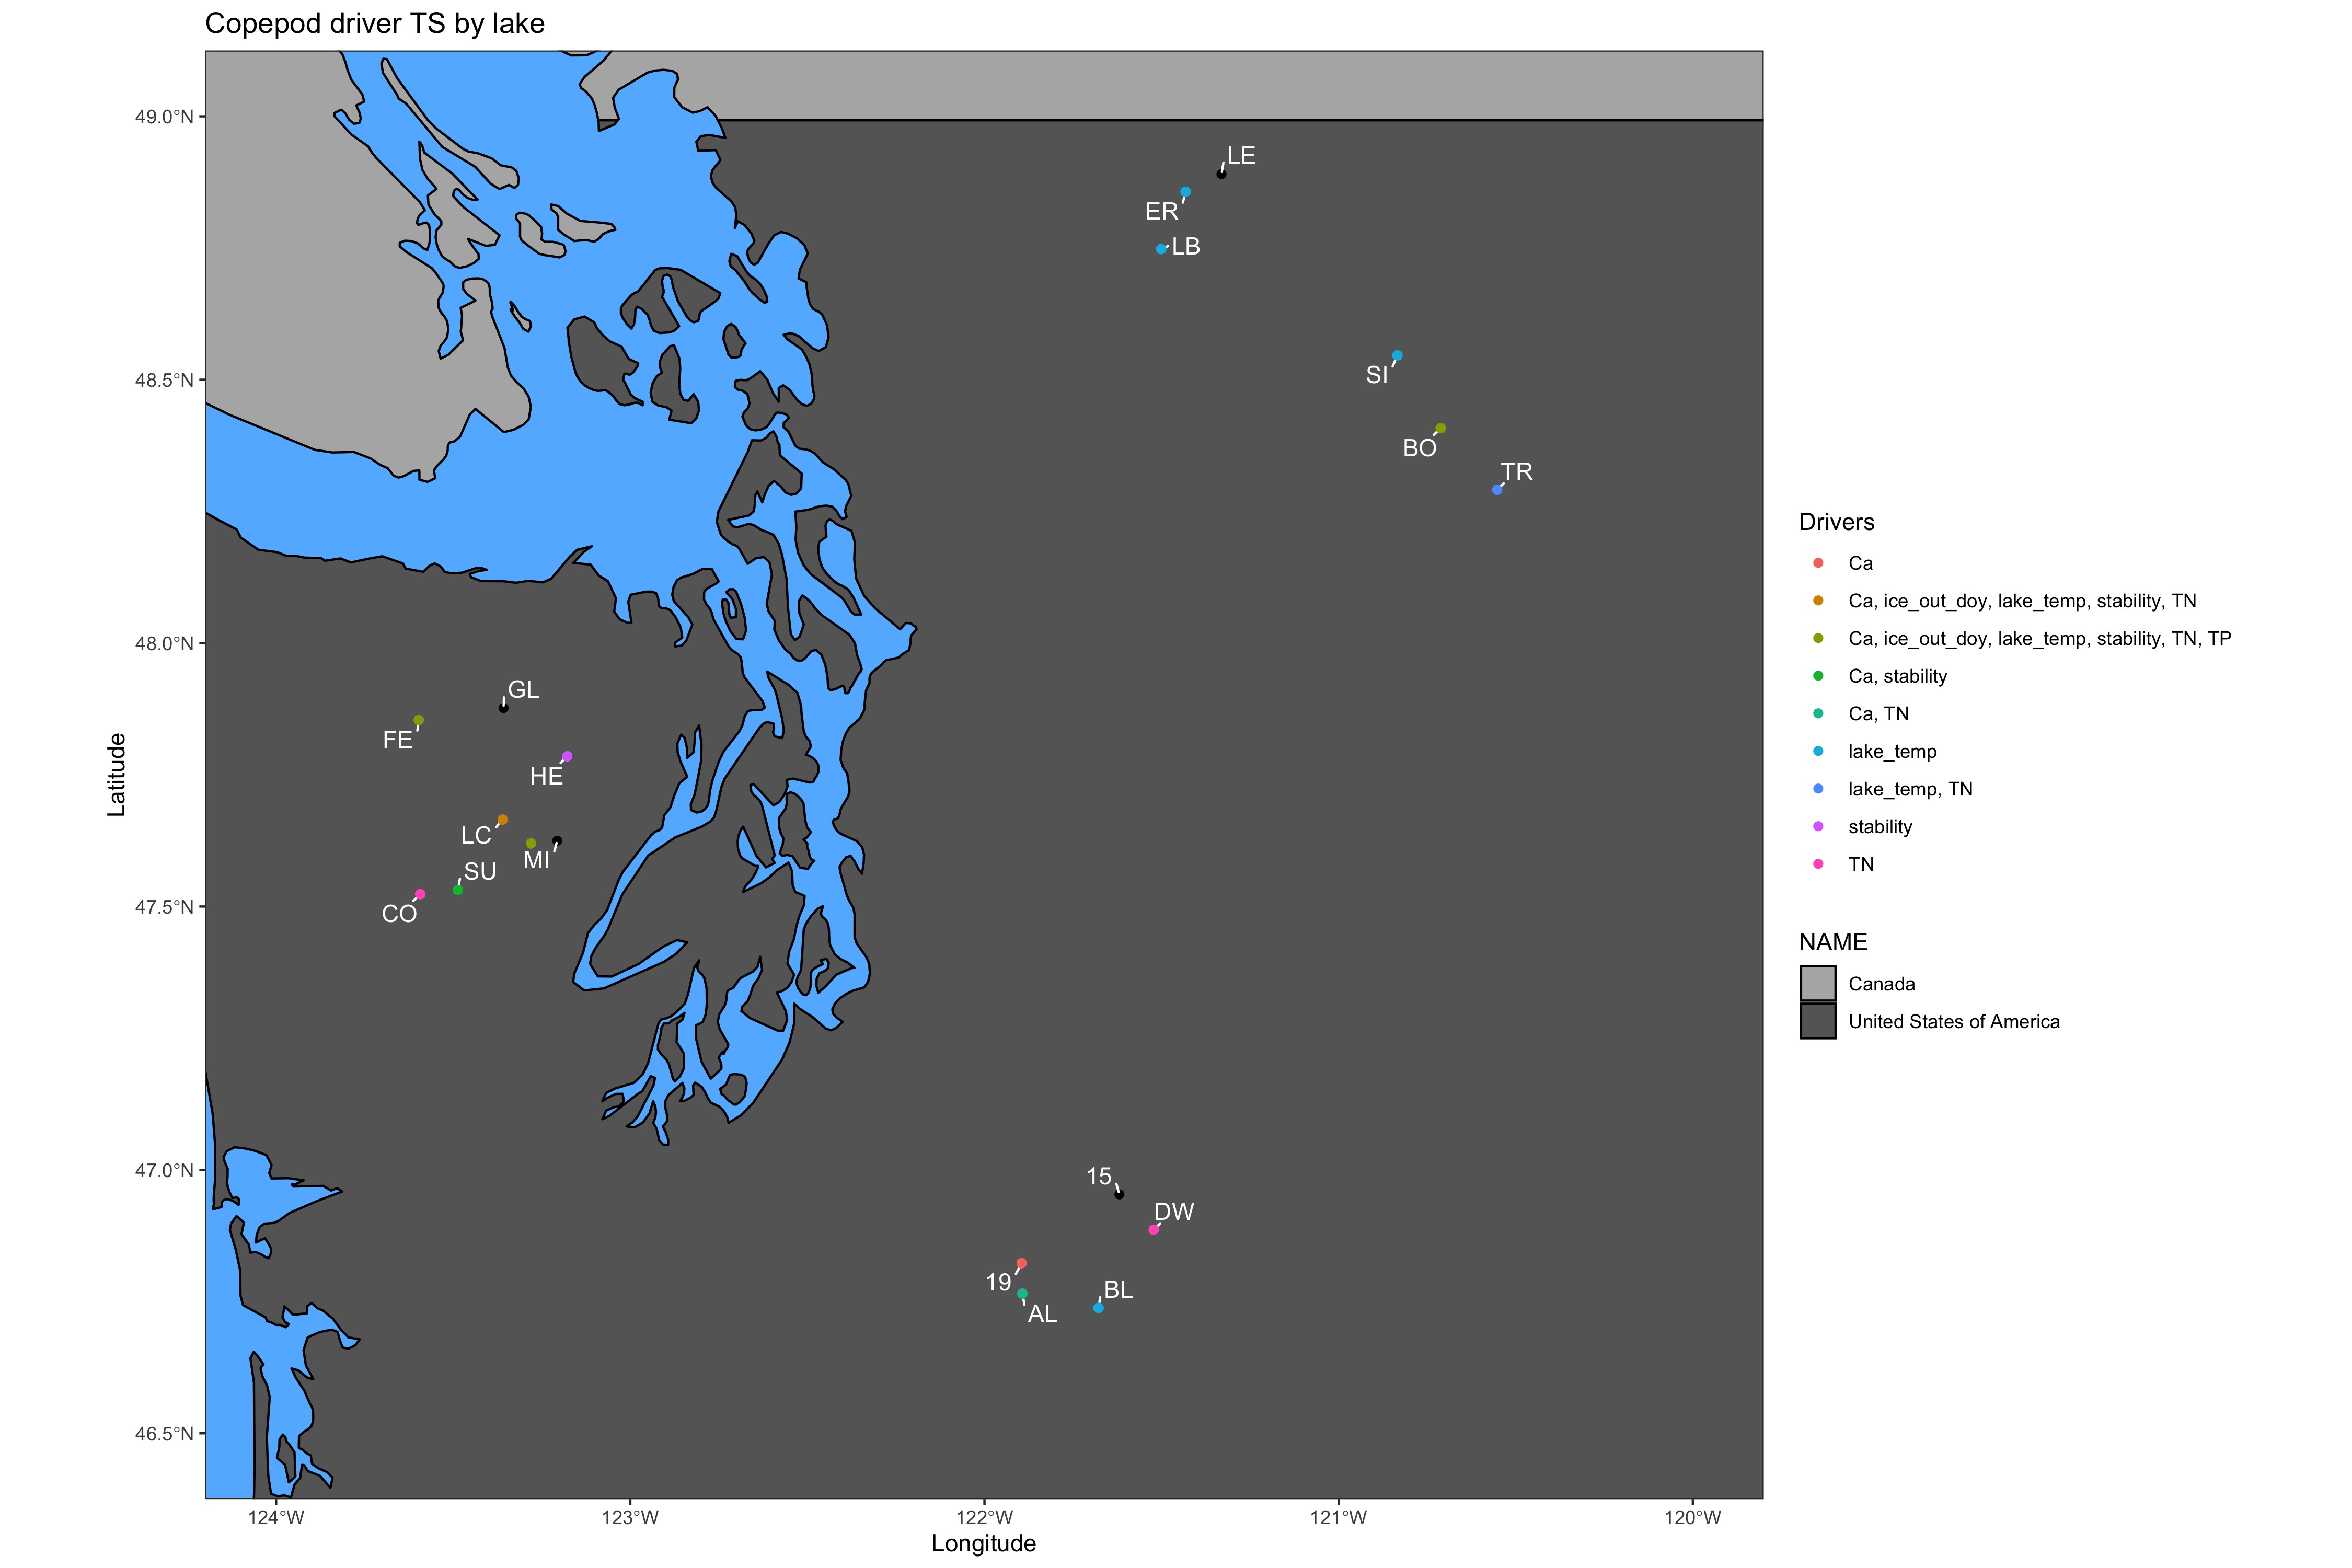 Copepod driver TS by lake
49.0°N
48.5°N
48.0°N
47.5°N
47.0°N
46.5°N
Latitude
LE
ER
LB
SI
BO
TR
GL
FE
HE
LC
MI
SU
CO
15
DW
19
BL
AL
124°W
123°W
122°W
121°W
120°W
Longitude
Drivers
Ca
Ca, ice_out_doy, lake_temp, stability, TN
Ca, ice_out_doy, lake_temp, stability, TN, TP
Ca, stability
Ca, TN
lake_temp
lake_temp, TN
stability
TN
NAME
Canada
United States of America